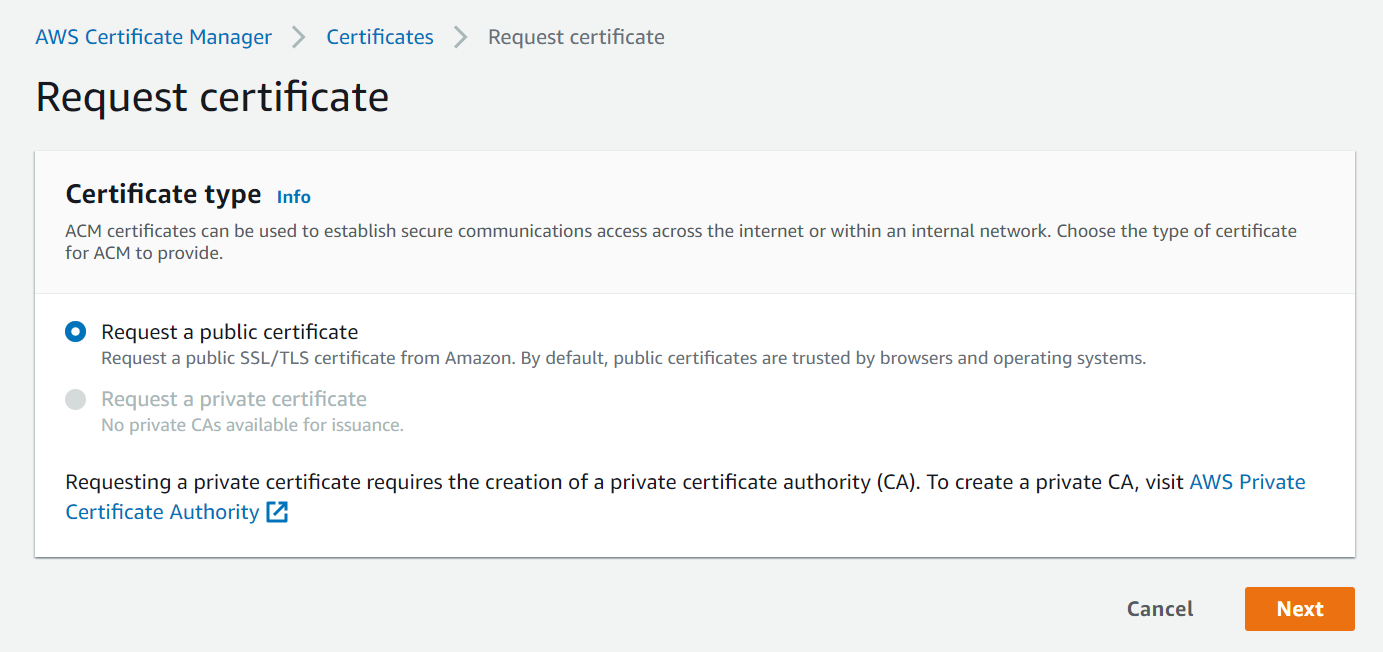 AWS Certificate Manager > Certificates > Request certificate
Request certificate
Certificate type Info
ACM certificates can be used to establish secure communications access across the internet or within an internal network. Choose the type of certificate
for ACM to provide.
Request a public certificate
Request a public SSL/TLS certificate from Amazon. By default, public certificates are trusted by browsers and operating systems.
Request a private certificate
No private CAs available for issuance.
Requesting a private certificate requires the creation of a private certificate authority (CA). To create a private CA, visit AWS Private
Certificate Authority
Cancel Next